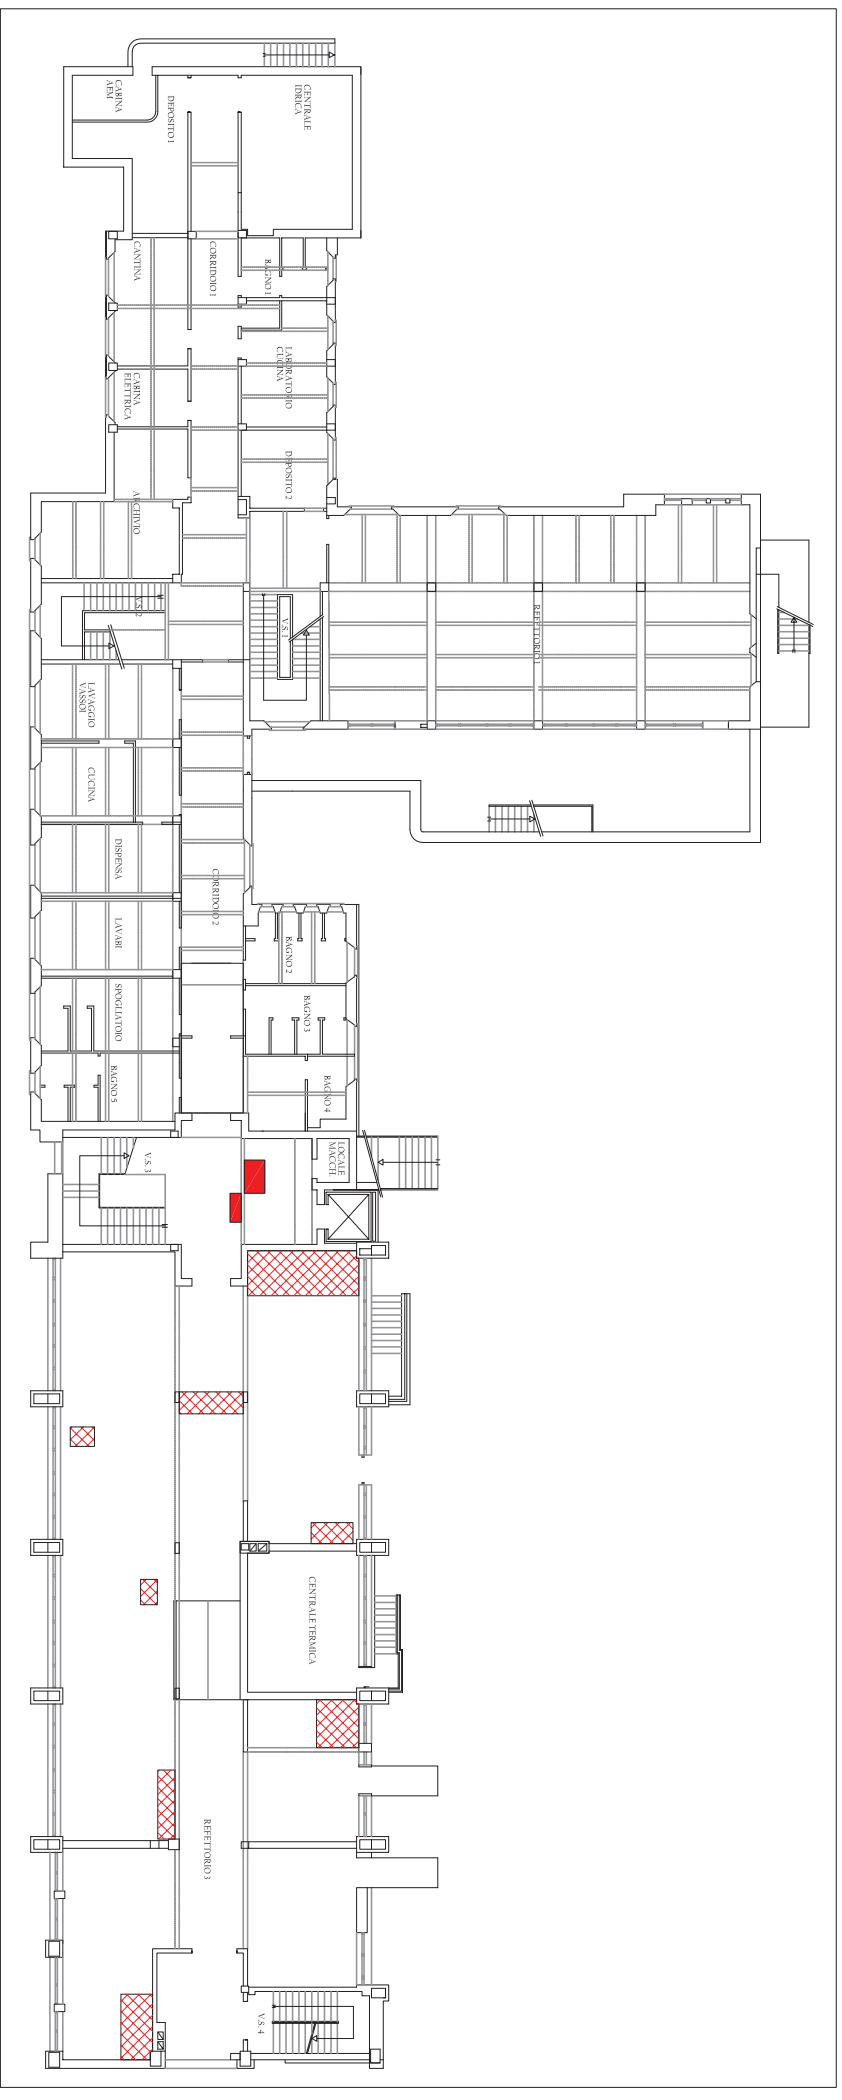 CABINA
AEM
DEPOSITO 1
CENTRALE
IDRICA
CANTINA
CORRIDOIO 1
BAGNO 1
LABORATORIO
CUCINA
CABINA
ELETTRICA
DEPOSITO 2
ARCHIVIO
V.S. 2
V.S. 1
REFETTORIO 1
LAVAGGIO
VASSOI
CUCINA
DISPENSA
CORRIDOIO 2
LAVABI
BAGNO 2
SPOGLIATOIO
BAGNO 3
BAGNO 5
BAGNO 4
V.S. 3
LOCALE
MACCH.
CENTRALE TERMICA
REFETTORIO 3
V.S. 4